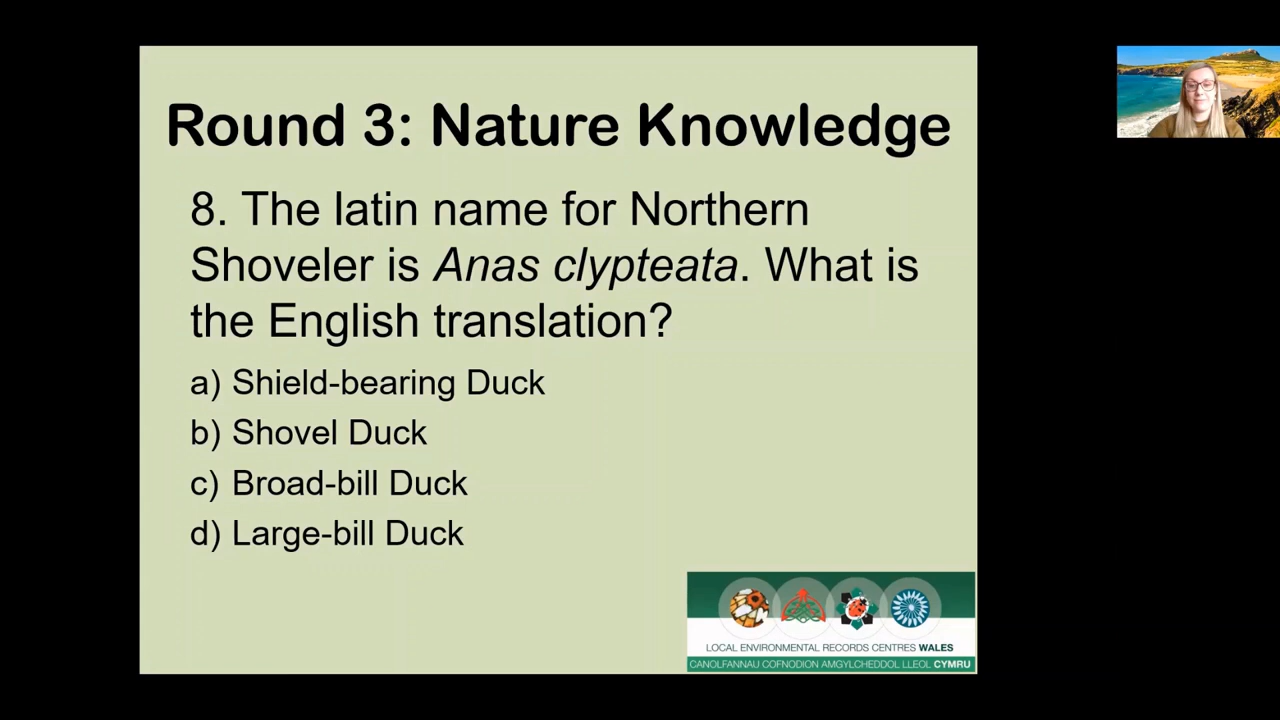 Round 3: Nature Knowledge
8. The latin name for Northern
Shoveler is Anas clypteata. What is
the English translation?
a) Shield-bearing Duck
b) Shovel Duck
c) Broad-bill Duck
d) Large-bill Duck
LOCAL ENVIRONMENTAL RECORDS CENTRES WALES
CANOLFANNAU COFNODION AMGYLCHEDDOL LLEOL CYMRU